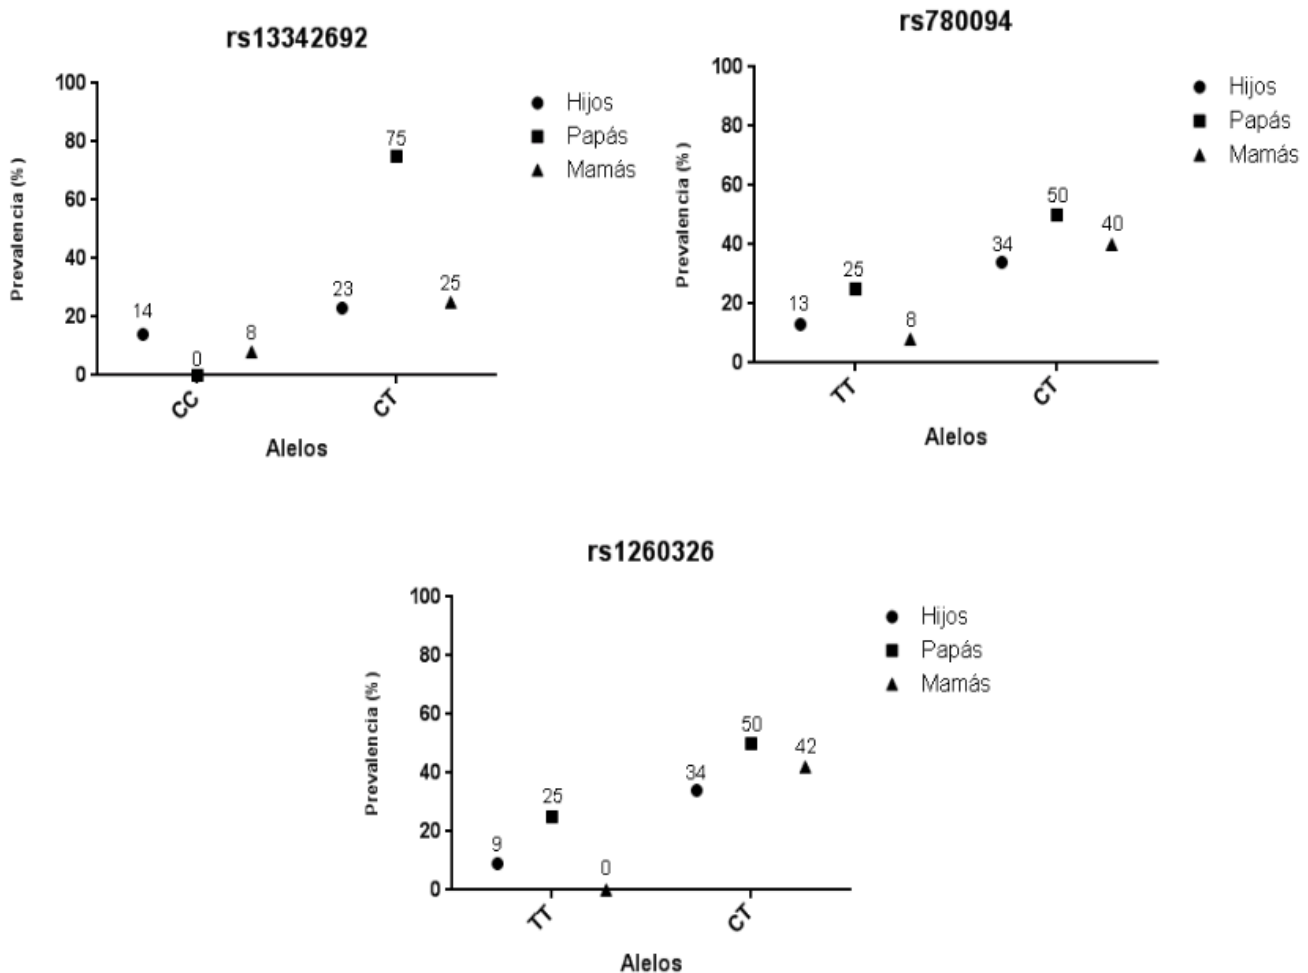 rs13342692
100
80
60
40
20
0
Prevalencia (%)
14
0
8
23
75
25
CC
CT
Alelos
Hijos
Papás
Mamás
rs780094
100
80
60
40
20
0
Prevalencia (%)
13
25
8
34
50
40
TT
CT
Alelos
Hijos
Papás
Mamás
rs1260326
100
80
60
40
20
0
Prevalencia (%)
9
25
0
34
50
42
TT
CT
Alelos
Hijos
Papás
Mamás